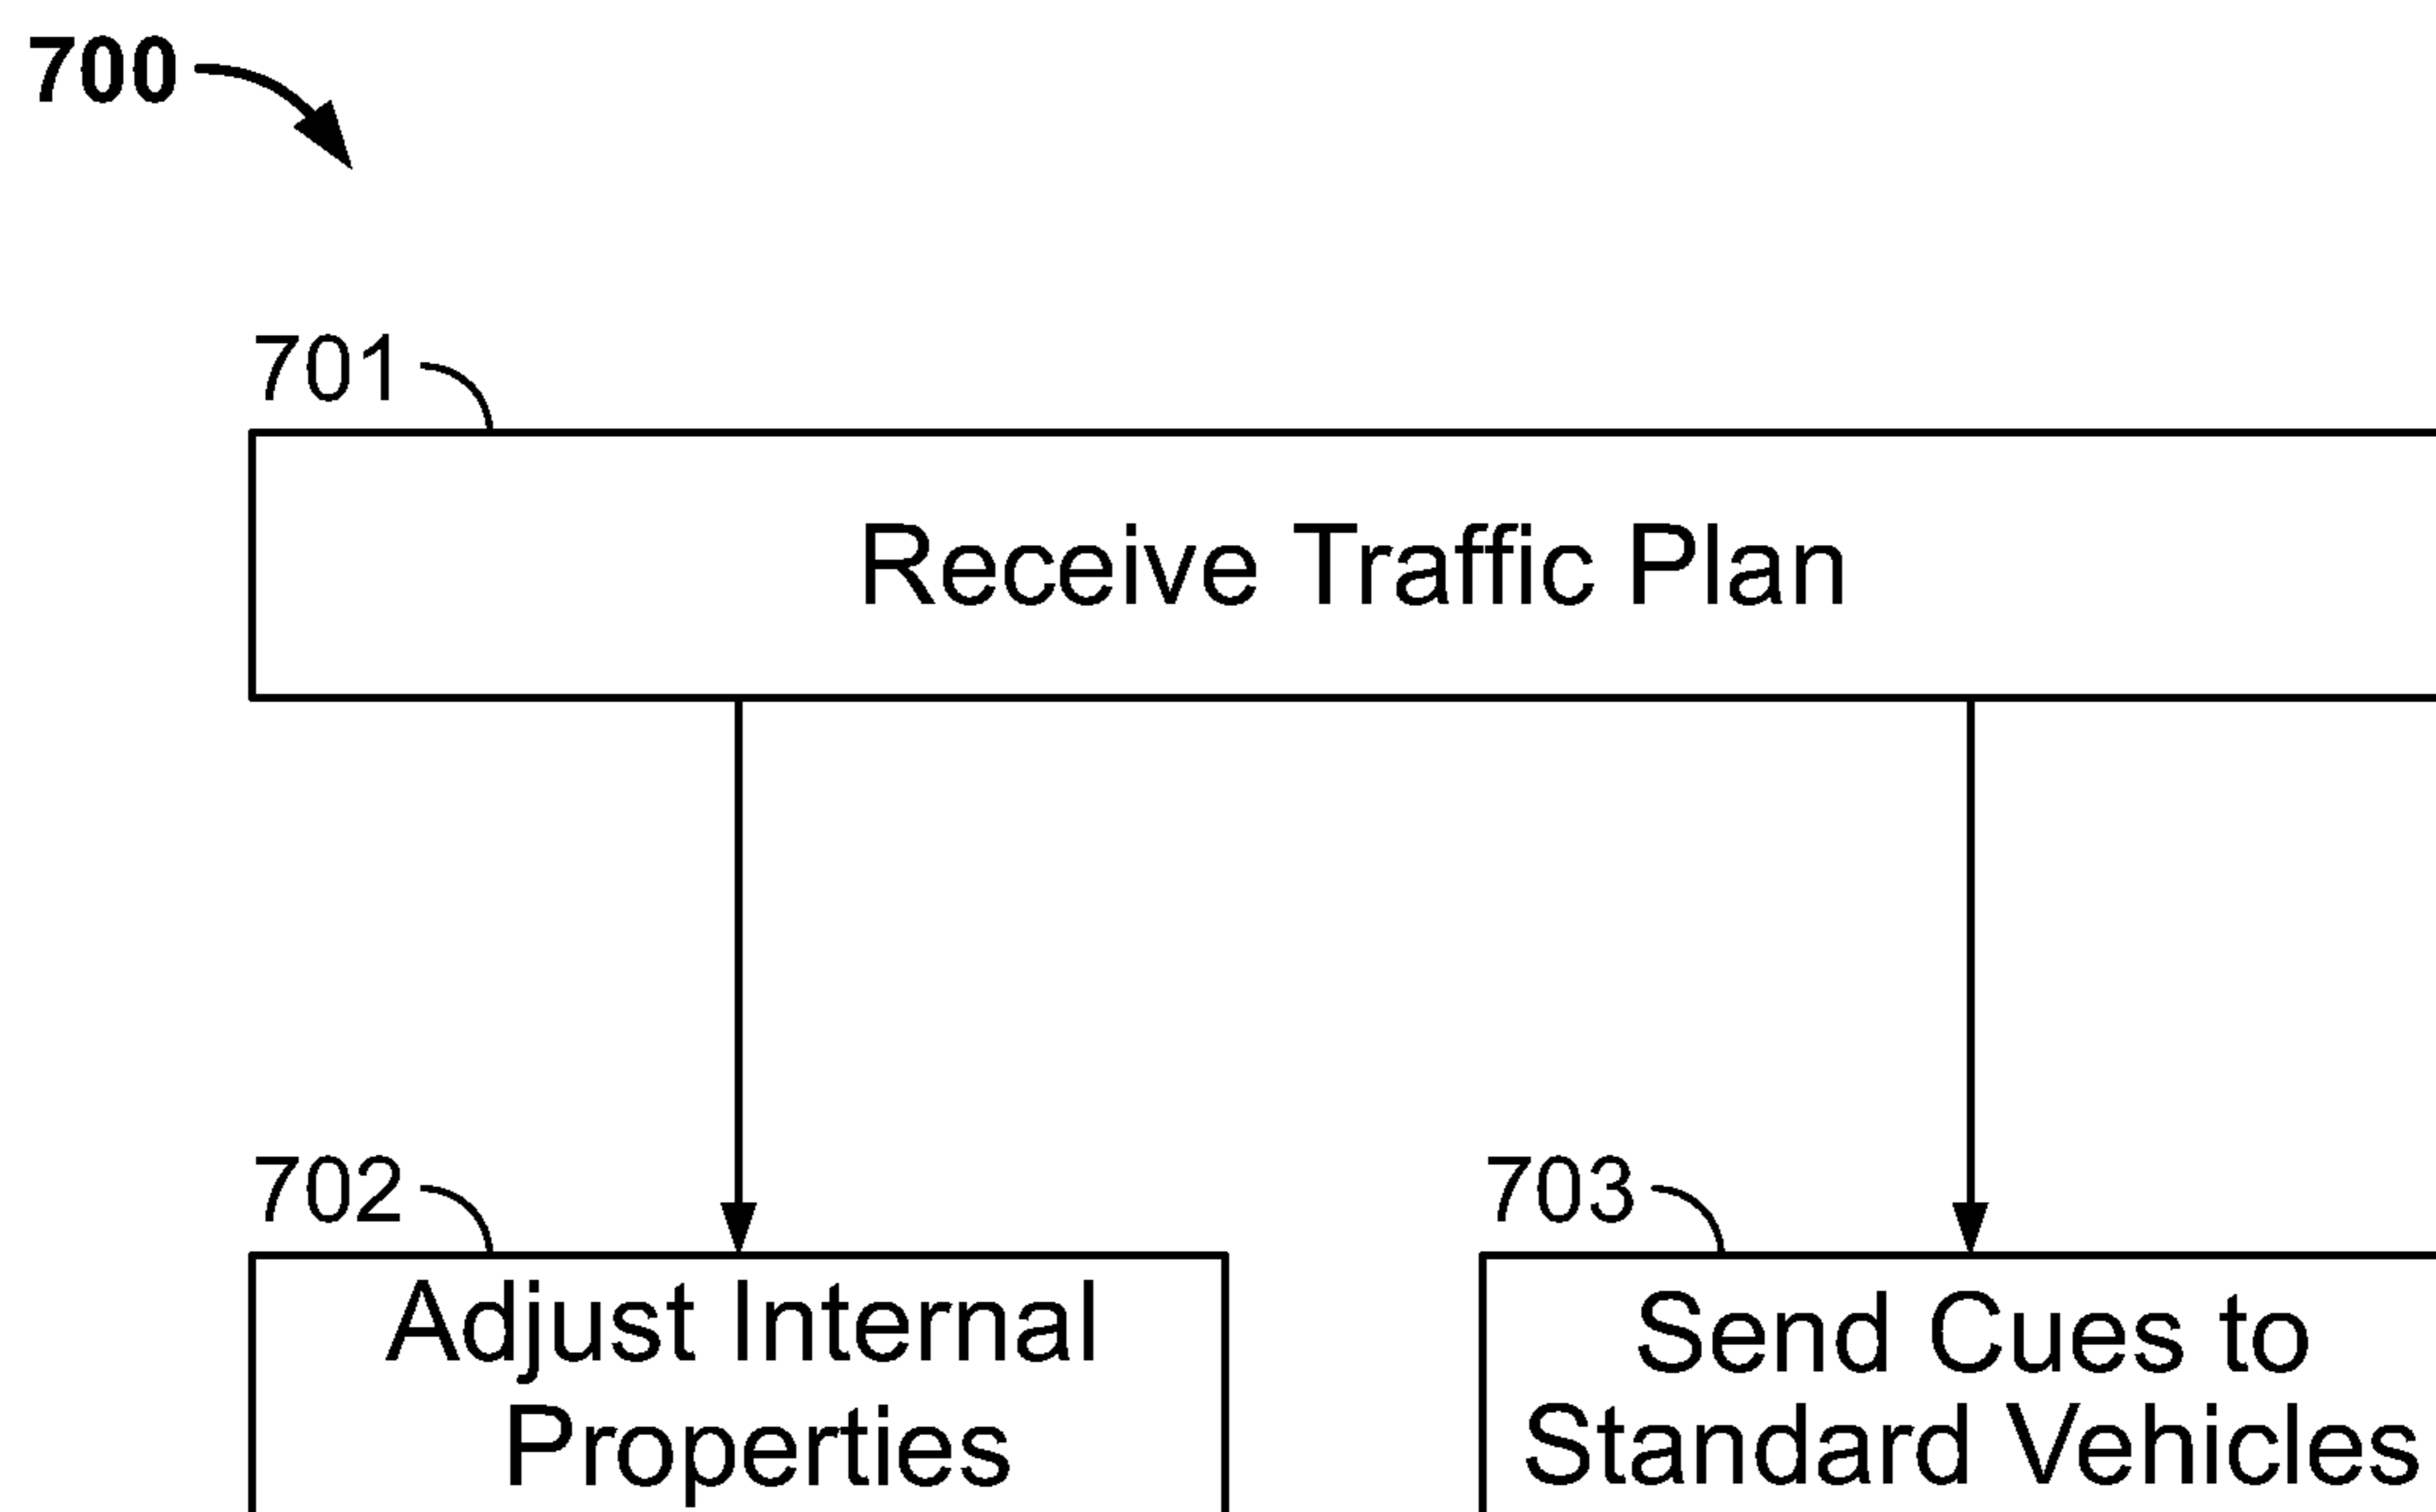 700
701
Receive Traffic Plan
702
Adjust Internal
Properties
703
Send Cues to
Standard Vehicles